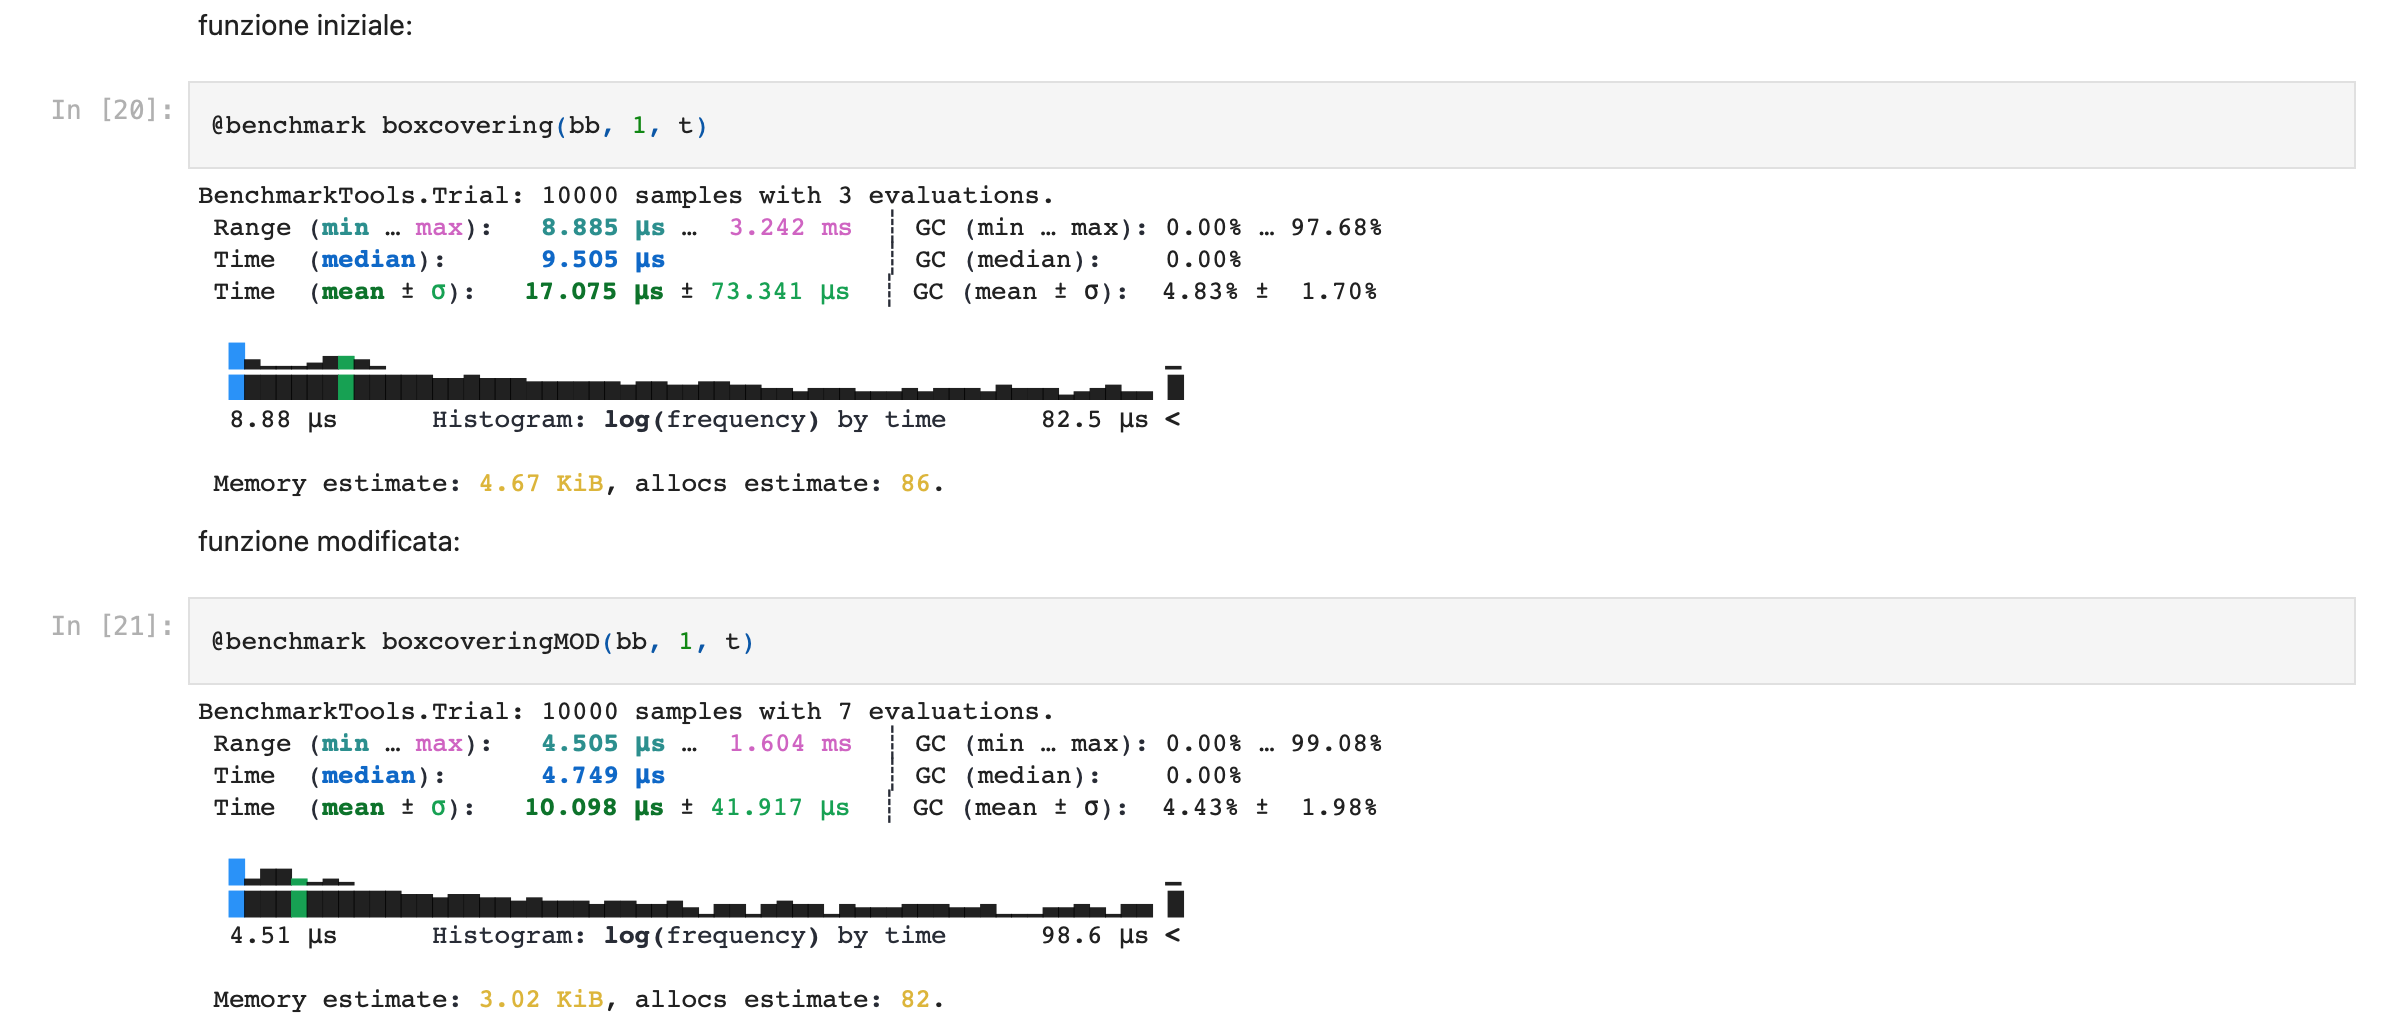 funzione iniziale:
In [20]:
@benchmark boxcovering(bb, 1, t)
BenchmarkTools.Trial: 10000 samples with 3 evaluations.
Range (min … max): 8.885 μs … 3.242 ms ┊ GC (min … max): 0.00% … 97.68%
Time (median): 9.505 μs ┊ GC (median): 0.00%
Time (mean ± σ): 17.075 μs ± 73.341 μs ┊ GC (mean ± σ): 4.83% ± 1.70%
8.88 μs Histogram: log(frequency) by time 82.5 μs <
Memory estimate: 4.67 KiB, allocs estimate: 86.
funzione modificata:
In [21]:
@benchmark boxcoveringMOD(bb, 1, t)
BenchmarkTools.Trial: 10000 samples with 7 evaluations.
Range (min … max): 4.505 μs … 1.604 ms ┊ GC (min … max): 0.00% … 99.08%
Time (median): 4.749 μs ┊ GC (median): 0.00%
Time (mean ± σ): 10.098 μs ± 41.917 μs ┊ GC (mean ± σ): 4.43% ± 1.98%
4.51 μs Histogram: log(frequency) by time 98.6 μs <
Memory estimate: 3.02 KiB, allocs estimate: 82.